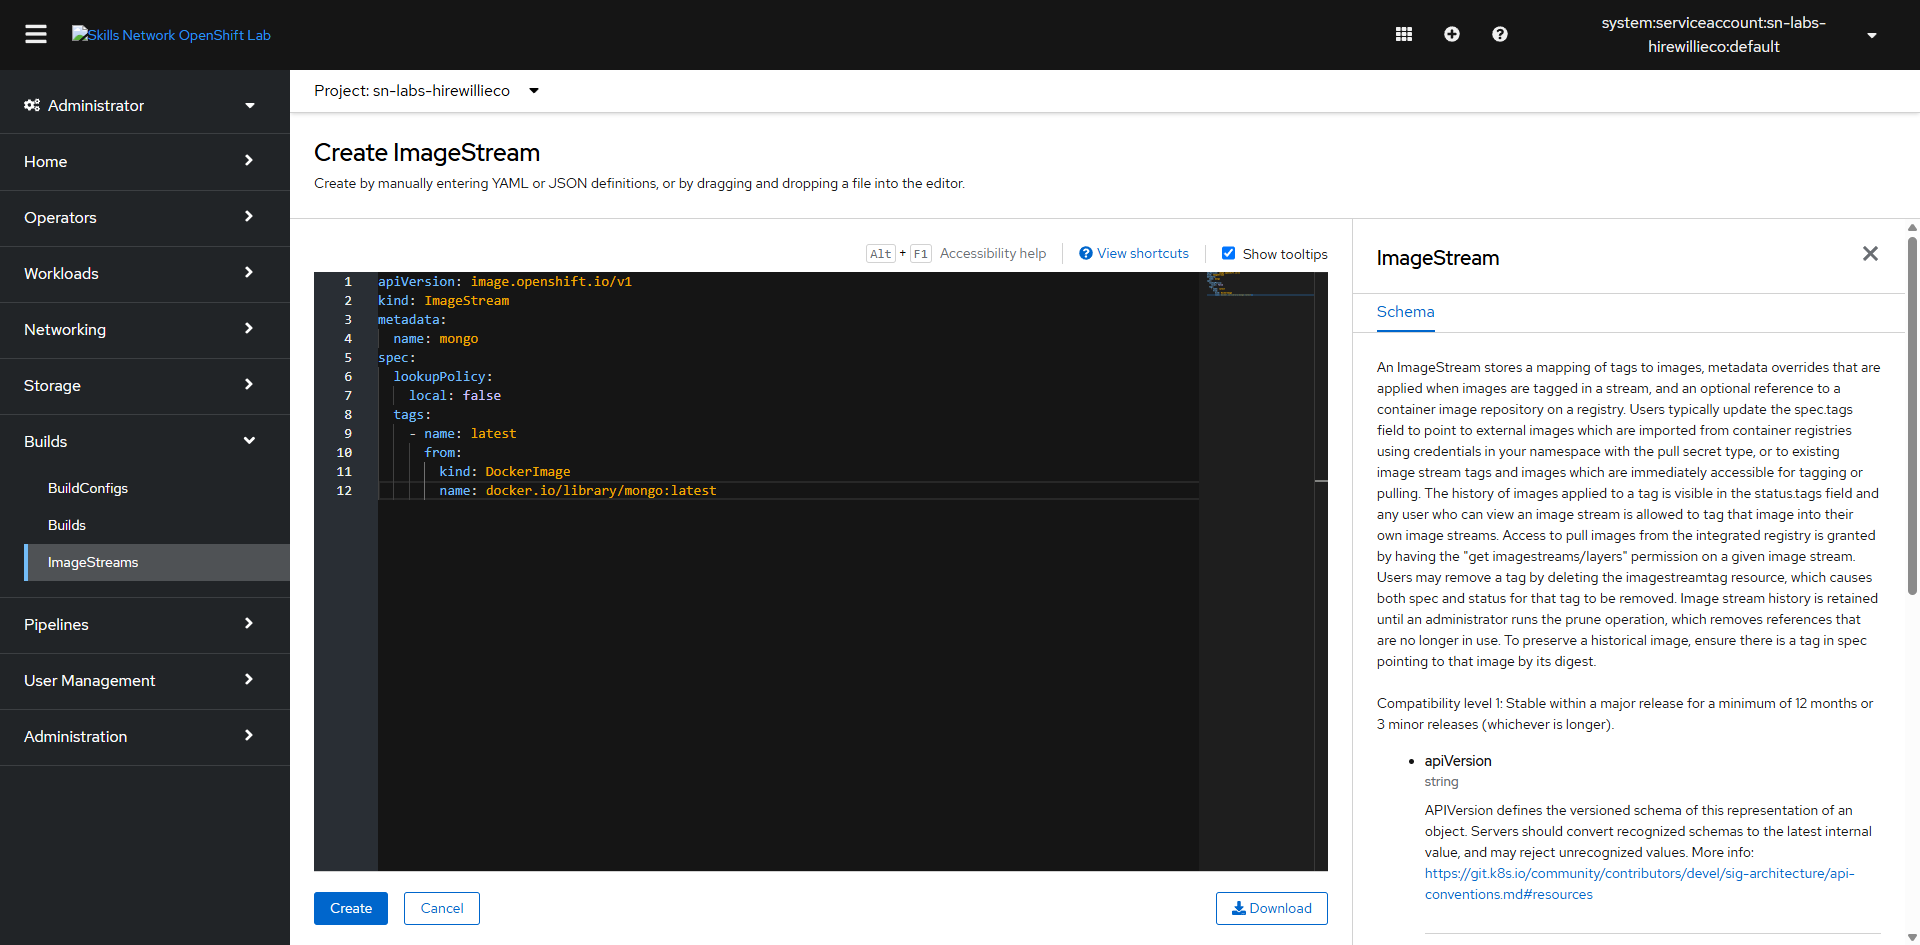 Skills Network OpenShift Lab
system:serviceaccount:sn-labs-
hirewillieco:default
Administrator
Home
Operators
Workloads
Networking
Storage
Builds
BuildConfigs
Builds
ImageStreams
Pipelines
User Management
Administration
Project: sn-labs-hirewillieco
Create ImageStream
Create by manually entering YAML or JSON definitions, or by dragging and dropping a file into the editor.
Alt + F1 Accessibility help View shortcuts Show tooltips
1 apiVersion: image.openshift.io/v1
2 kind: ImageStream
3 metadata:
4 name: mongo
5 spec:
6 lookupPolicy:
7 local: false
8 tags:
9 - name: latest
10 from:
11 kind: DockerImage
12 name: docker.io/library/mongo:latest
Create Cancel Download
ImageStream
Schema
An ImageStream stores a mapping of tags to images, metadata overrides that are
applied when images are tagged in a stream, and an optional reference to a
container image repository on a registry. Users typically update the spec.tags
field to point to external images which are imported from container registries
using credentials in your namespace with the pull secret type, or to existing
image stream tags and images which are immediately accessible for tagging or
pulling. The history of images applied to a tag is visible in the status.tags field and
any user who can view an image stream is allowed to tag that image into their
own image streams. Access to pull images from the integrated registry is granted
by having the "get imagestreams/layers" permission on a given image stream.
Users may remove a tag by deleting the imagestreamtag resource, which causes
both spec and status for that tag to be removed. Image stream history is retained
until an administrator runs the prune operation, which removes references that
are no longer in use. To preserve a historical image, ensure there is a tag in spec
pointing to that image by its digest.
Compatibility level 1: Stable within a major release for a minimum of 12 months or
3 minor releases (whichever is longer).
• apiVersion
string
APIVersion defines the versioned schema of this representation of an
object. Servers should convert recognized schemas to the latest internal
value, and may reject unrecognized values. More info:
https://git.k8s.io/community/contributors/devel/sig-architecture/api-
conventions.md#resources